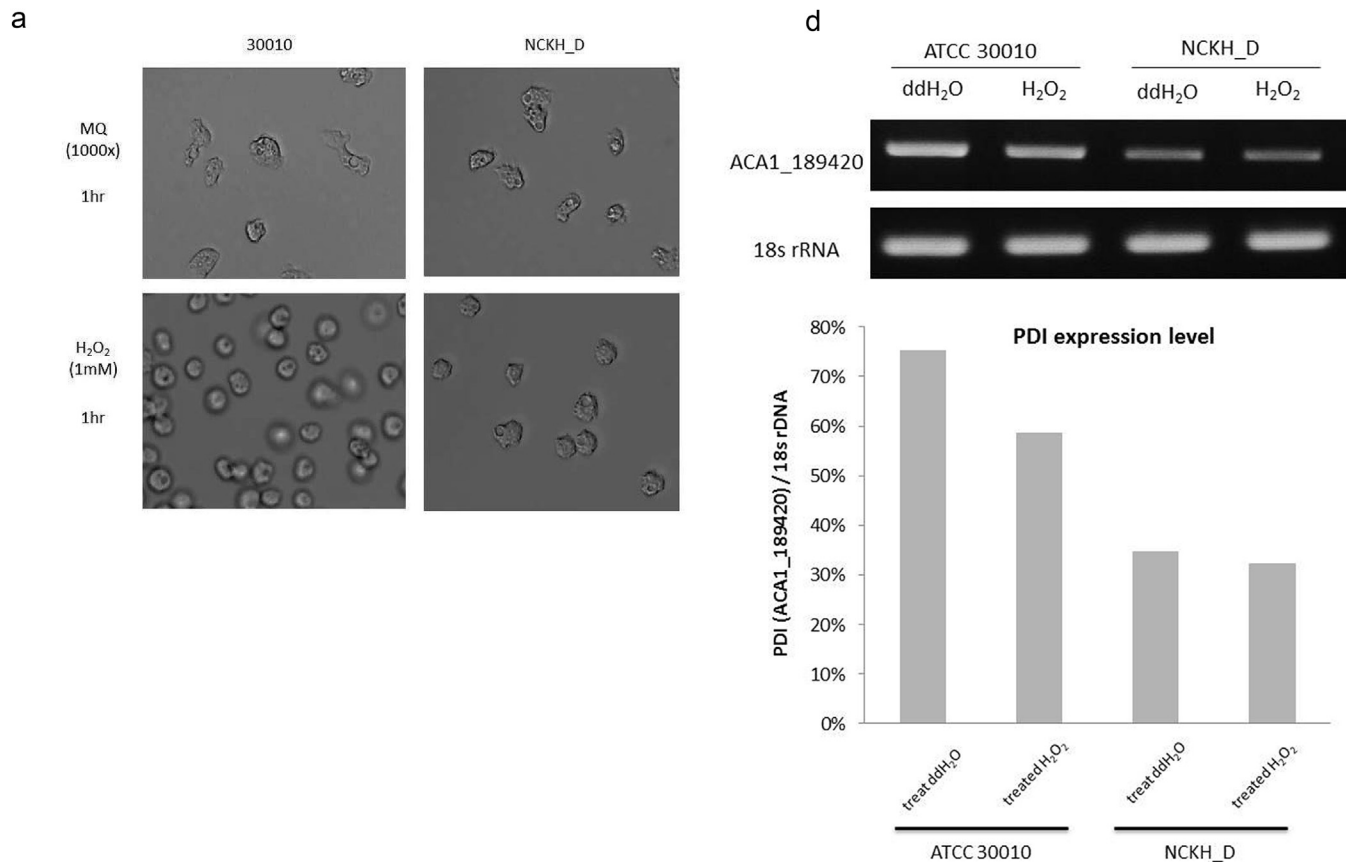 a
30010
NCKH_D
MQ
(1000x)
1hr
H₂O₂
(1mM)
1hr
d
ATCC 30010
NCKH_D
ddH₂O
H₂O₂
ddH₂O
H₂O₂
ACA1_189420
18s rRNA
PDI expression level
PDI (ACA1_189420) / 18s rDNA
80%
70%
60%
50%
40%
30%
20%
10%
0%
treat ddH₂O
treated H₂O₂
treat ddH₂O
treated H₂O₂
ATCC 30010
NCKH_D